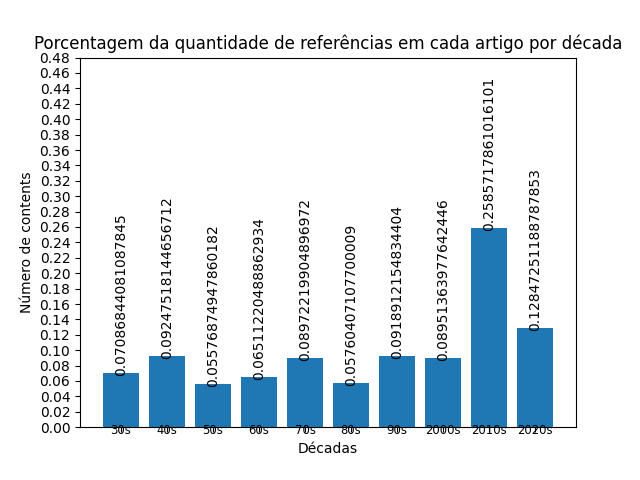 Porcentagem da quantidade de referências em cada artigo por década
Número de contents
0.48
0.46
0.44
0.42
0.40
0.38
0.36
0.34
0.32
0.30
0.28
0.26
0.24
0.22
0.20
0.18
0.16
0.14
0.12
0.10
0.08
0.06
0.04
0.02
0.00
0.07086844081087845
0.09247518144656712
0.05576874947860182
0.06511220488862934
0.08972219904896972
0.05760407107700009
0.0918912154834404
0.08951363977642446
0.2585717861016101
0.12847251188787853
30s
40s
50s
60s
70s
80s
90s
2000s
2010s
2020s
Décadas